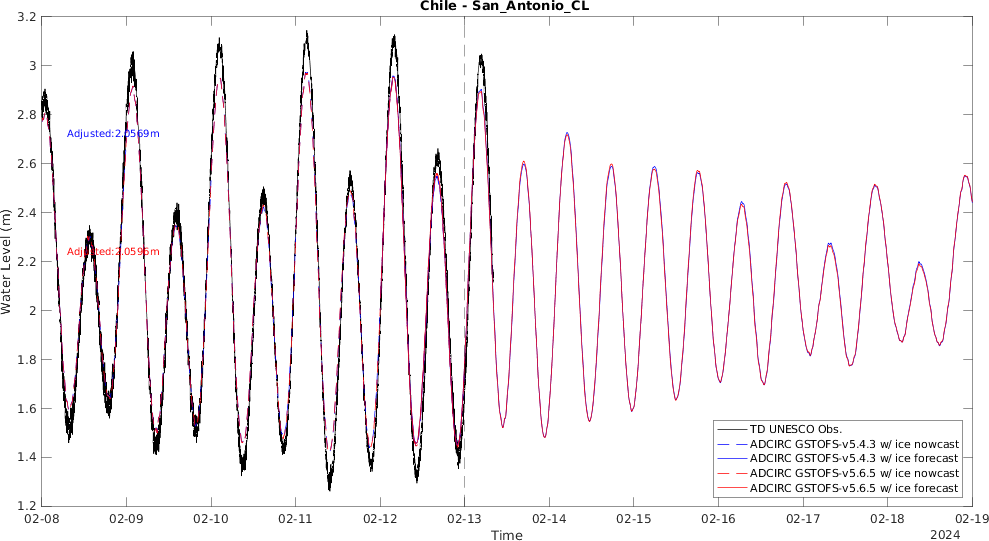 Chile - San_Antonio_CL
3.2
3
2.8
2.6
2.4
2.2
2
1.8
1.6
1.4
1.2
Water Level (m)
Adjusted:2.0569m
Adjusted:2.0595m
TD UNESCO Obs.
ADCIRC GSTOFS-v5.4.3 w/ ice nowcast
ADCIRC GSTOFS-v5.4.3 w/ ice forecast
ADCIRC GSTOFS-v5.6.5 w/ ice nowcast
ADCIRC GSTOFS-v5.6.5 w/ ice forecast
02-08 02-09 02-10 02-11 02-12 02-13 02-14 02-15 02-16 02-17 02-18 02-19
Time
2024